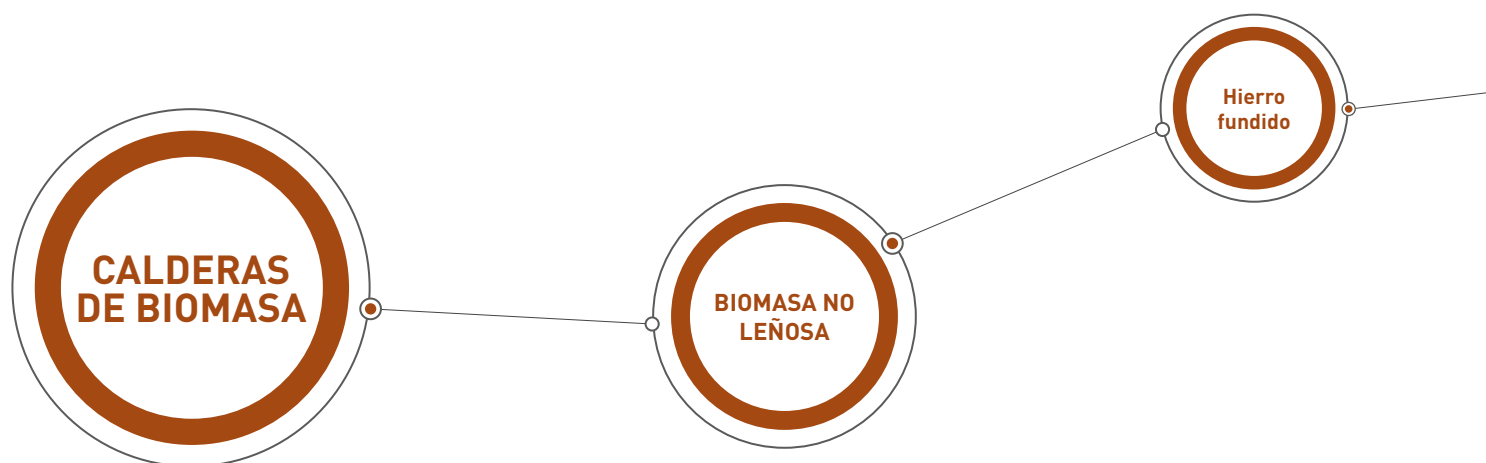 CALDERAS
DE BIOMASA
BIOMASA NO
LEÑOSA
Hierro
fundido